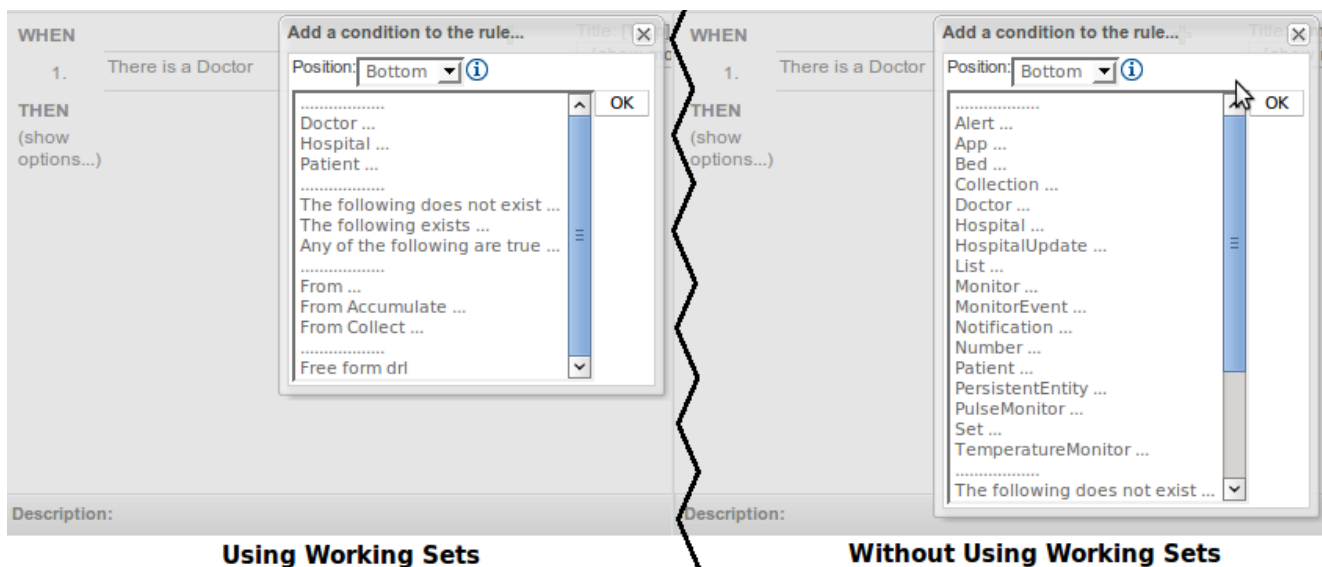 WHEN
1. There is a Doctor
THEN
(show
options...)
Add a condition to the rule...
Position: Bottom
...................
Doctor ...
Hospital ...
Patient ...
...................
The following does not exist ...
The following exists ...
Any of the following are true ...
...................
From ...
From Accumulate ...
From Collect ...
...................
Free form drl
OK
Description:
Using Working Sets
WHEN
1. There is a Doctor
THEN
(show
options...)
Add a condition to the rule...
Position: Bottom
...................
Alert ...
App ...
Bed ...
Collection ...
Doctor ...
Hospital ...
HospitalUpdate ...
List ...
Monitor ...
MonitorEvent ...
Notification ...
Number ...
Patient ...
PersistentEntity ...
PulseMonitor ...
Set ...
TemperatureMonitor ...
...................
The following does not exist ...
OK
Description:
Without Using Working Sets